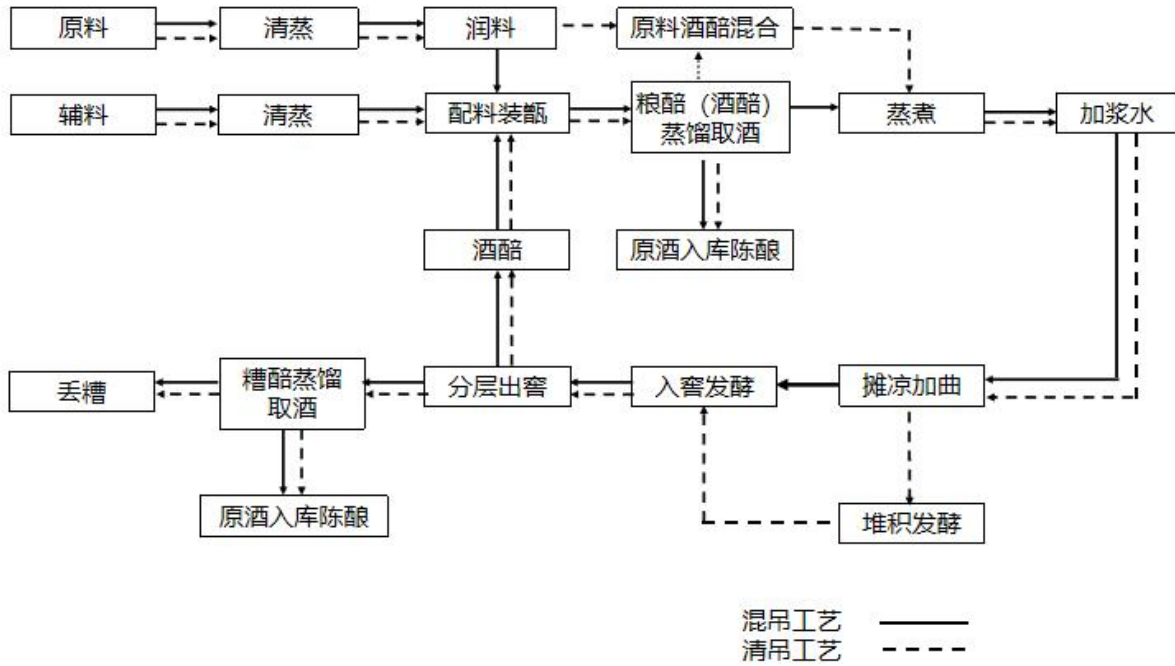 原料
清蒸
润料
原料酒醅混合
辅料
清蒸
配料装甑
粮醅（酒醅）
蒸馏取酒
蒸煮
加浆水
酒醅
原酒入库陈酿
丢糟
糟醅蒸馏
取酒
分层出窖
入窖发酵
摊凉加曲
原酒入库陈酿
堆积发酵
混吊工艺
清吊工艺